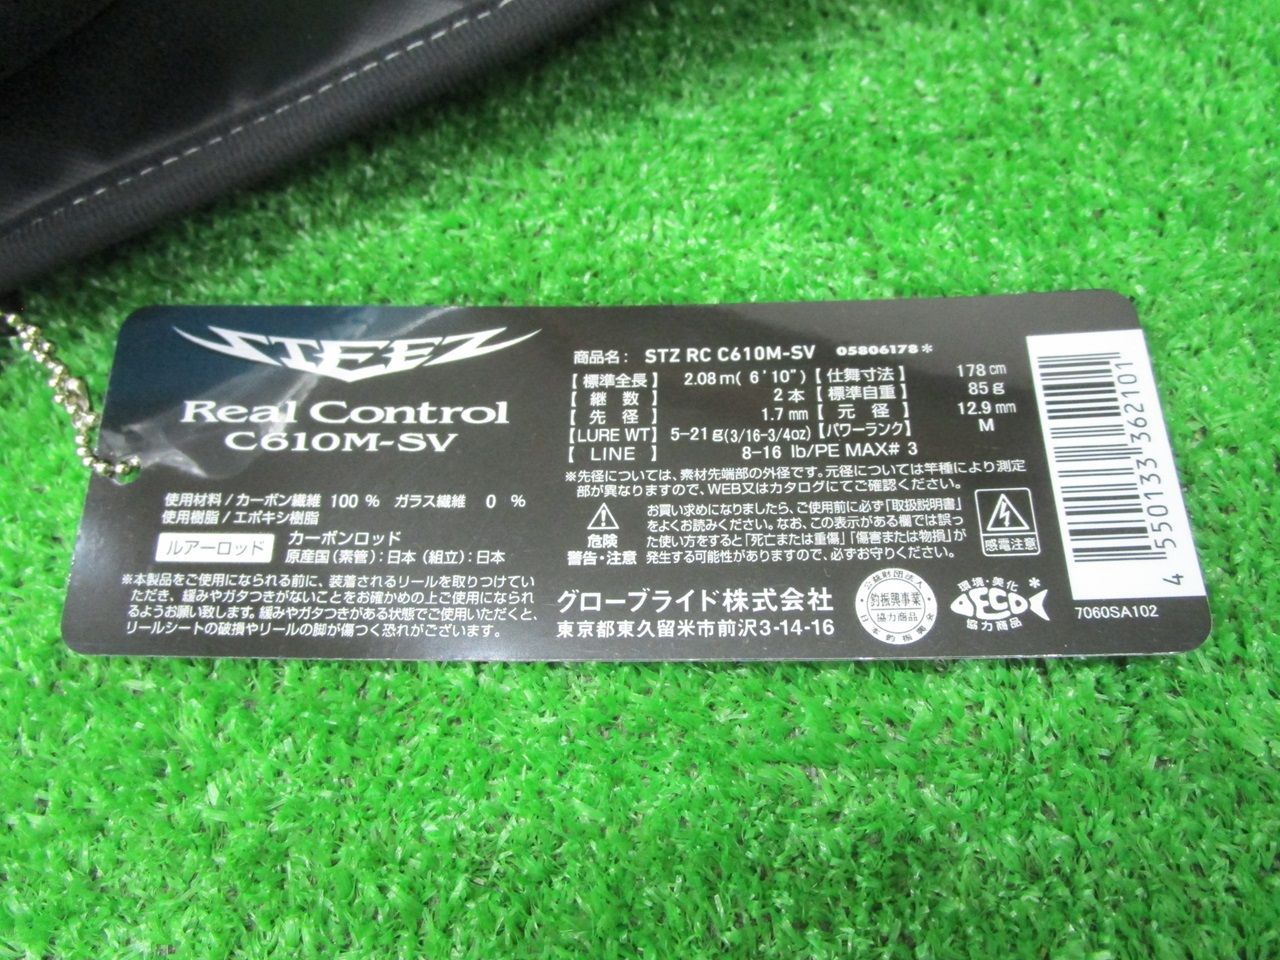 STEEZ
Real Control
C610M-SV
使用材料/カーボン繊維 100 % ガラス繊維 0 %
使用樹脂/エポキシ樹脂
ルアーロッド
カーボンロッド
原産国(素管):日本(組立):日本
※本製品をご使用になられる前に、装着されるリールを取りつけてい
ただき、緩みやガタつきがないことをお確かめの上ご使用になられ
るようお願い致します。緩みやガタつきがある状態でご使用いただくと、
リールシートの破損やリールの脚が傷つく恐れがございます。
商品名: STZ RC C610M-SV 05806178*
【標準全長】 2.08m(6'10")【仕舞寸法】 178cm
【継数】 2本【標準自重】 85g
【先径】 1.7mm【元径】 12.9mm
【LURE WT】5-21g(3/16-3/4oz)【パワーランク】 M
【LINE】 8-16 lb/PE MAX# 3
※先径については、素材先端部の外径です。元径については竿種により測定
部が異なりますので、WEB又はカタログにてご確認ください。
危険
警告・注意
お買い求めになりましたら、ご使用前に必ず「取扱説明書」
をよくお読みください。なお、この表示がある欄では誤っ
た使い方をすると「死亡または重傷」「傷害または物損」が
発生する可能性がありますので、必ずお守りください。
感電注意
グローブライド株式会社
東京都東久留米市前沢3-14-16
公益財団法人
釣振興事業
協力商品
日本釣振興会
環境・美化*
ECO
協力商品
4 550133 362101
7060SA102